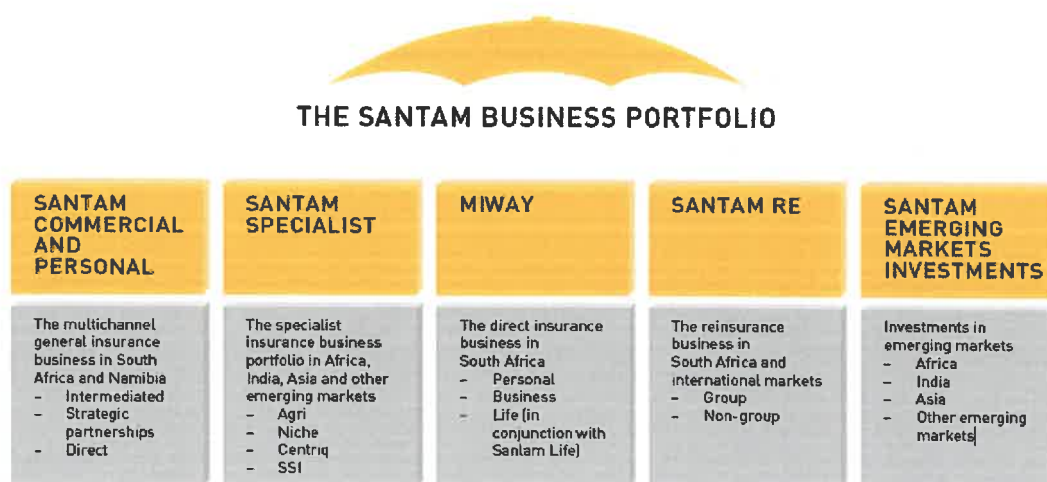 THE SANTAM BUSINESS PORTFOLIO
SANTAM
COMMERCIAL
AND
PERSONAL
The multichannel
general insurance
business in South
Africa and Namibia
- Intermediated
- Strategic
partnerships
- Direct
SANTAM
SPECIALIST
The specialist
insurance business
portfolio in Africa,
India, Asia and other
emerging markets
- Agri
- Niche
- Centriq
- SSI
MIWAY
The direct insurance
business in
South Africa
- Personal
- Business
- Life (in
conjunction with
Sanlam Life)
SANTAM RE
The reinsurance
business in
South Africa and
international markets
- Group
- Non-group
SANTAM
EMERGING
MARKETS
INVESTMENTS
Investments in
emerging markets
- Africa
- India
- Asia
- Other emerging
markets